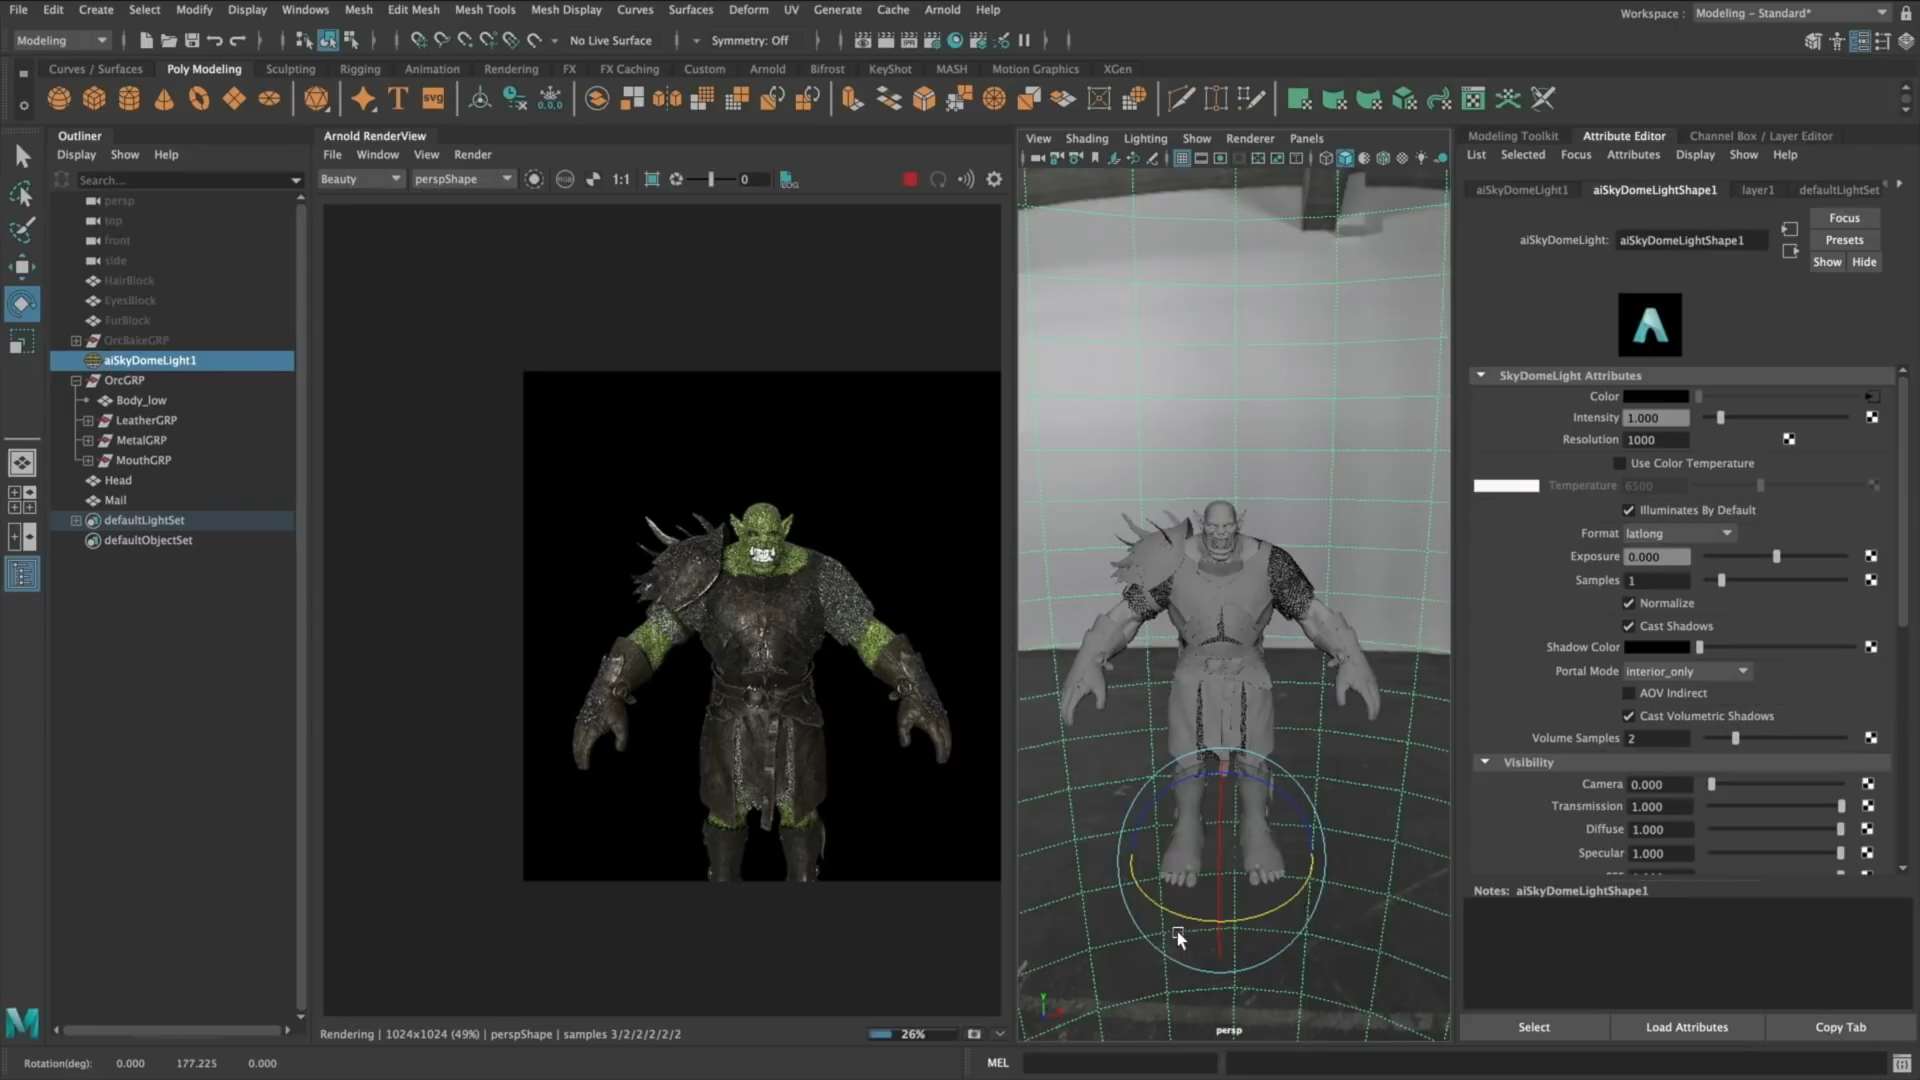 File Edit Create Select Modify Display Windows Mesh Edit Mesh Mesh Tools Mesh Display Curves Surfaces Deform UV Generate Cache Arnold Help
Workspace: Modeling - Standard*
Modeling No Live Surface Symmetry: Off
Curves / Surfaces Poly Modeling Sculpting Rigging Animation Rendering FX FX Caching Custom Arnold Bifrost KeyShot MASH Motion Graphics XGen
T svg 0,0,0
Outliner
Display Show Help
Search...
persp
top
front
side
HairBlock
EyesBlock
FurBlock
OrcBakeGRP
aiSkyDomeLight1
OrcGRP
Body_low
LeatherGRP
MetalGRP
MouthGRP
Head
Mail
defaultLightSet
defaultObjectSet
Arnold RenderView
File Window View Render
Beauty perspShape RGB 1:1 0 LOG
Rendering | 1024x1024 (49%) | perspShape | samples 3/2/2/2/2/2
26%
View Shading Lighting Show Renderer Panels
persp
Modeling Toolkit Attribute Editor Channel Box / Layer Editor
List Selected Focus Attributes Display Show Help
aiSkyDomeLight1 aiSkyDomeLightShape1 layer1 defaultLightSet
aiSkyDomeLight: aiSkyDomeLightShape1
Focus
Presets
Show Hide
SkyDomeLight Attributes
Color
Intensity 1.000
Resolution 1000
Use Color Temperature
Temperature 6500
Illuminates By Default
Format latlong
Exposure 0.000
Samples 1
Normalize
Cast Shadows
Shadow Color
Portal Mode interior_only
AOV Indirect
Cast Volumetric Shadows
Volume Samples 2
Visibility
Camera 0.000
Transmission 1.000
Diffuse 1.000
Specular 1.000
Notes: aiSkyDomeLightShape1
Select Load Attributes Copy Tab
Rotation(deg): 0.000 177.225 0.000
MEL